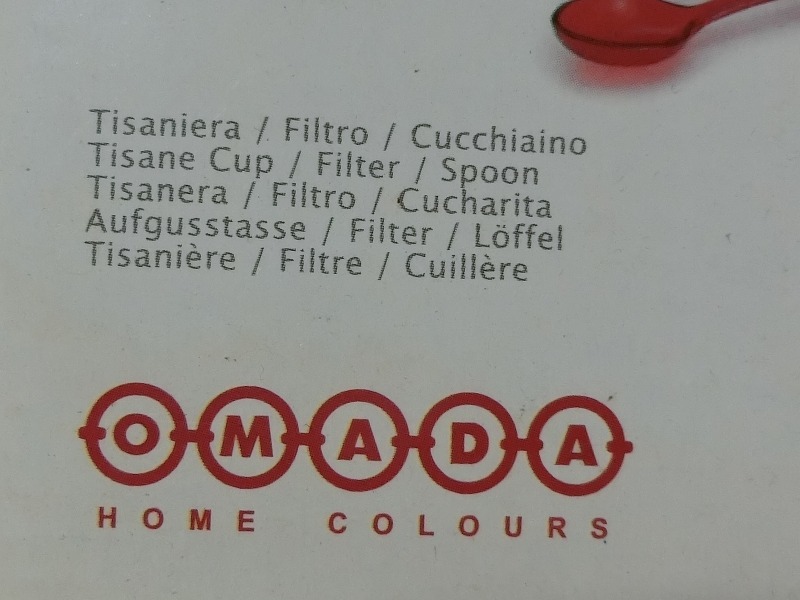 Tisaniera / Filtro / Cucchiaino
Tisane Cup / Filter / Spoon
Tisanera / Filtro / Cucharita
Aufgusstasse / Filter / Löffel
Tisanière / Filtre / Cuillère
OMADA
HOME COLOURS